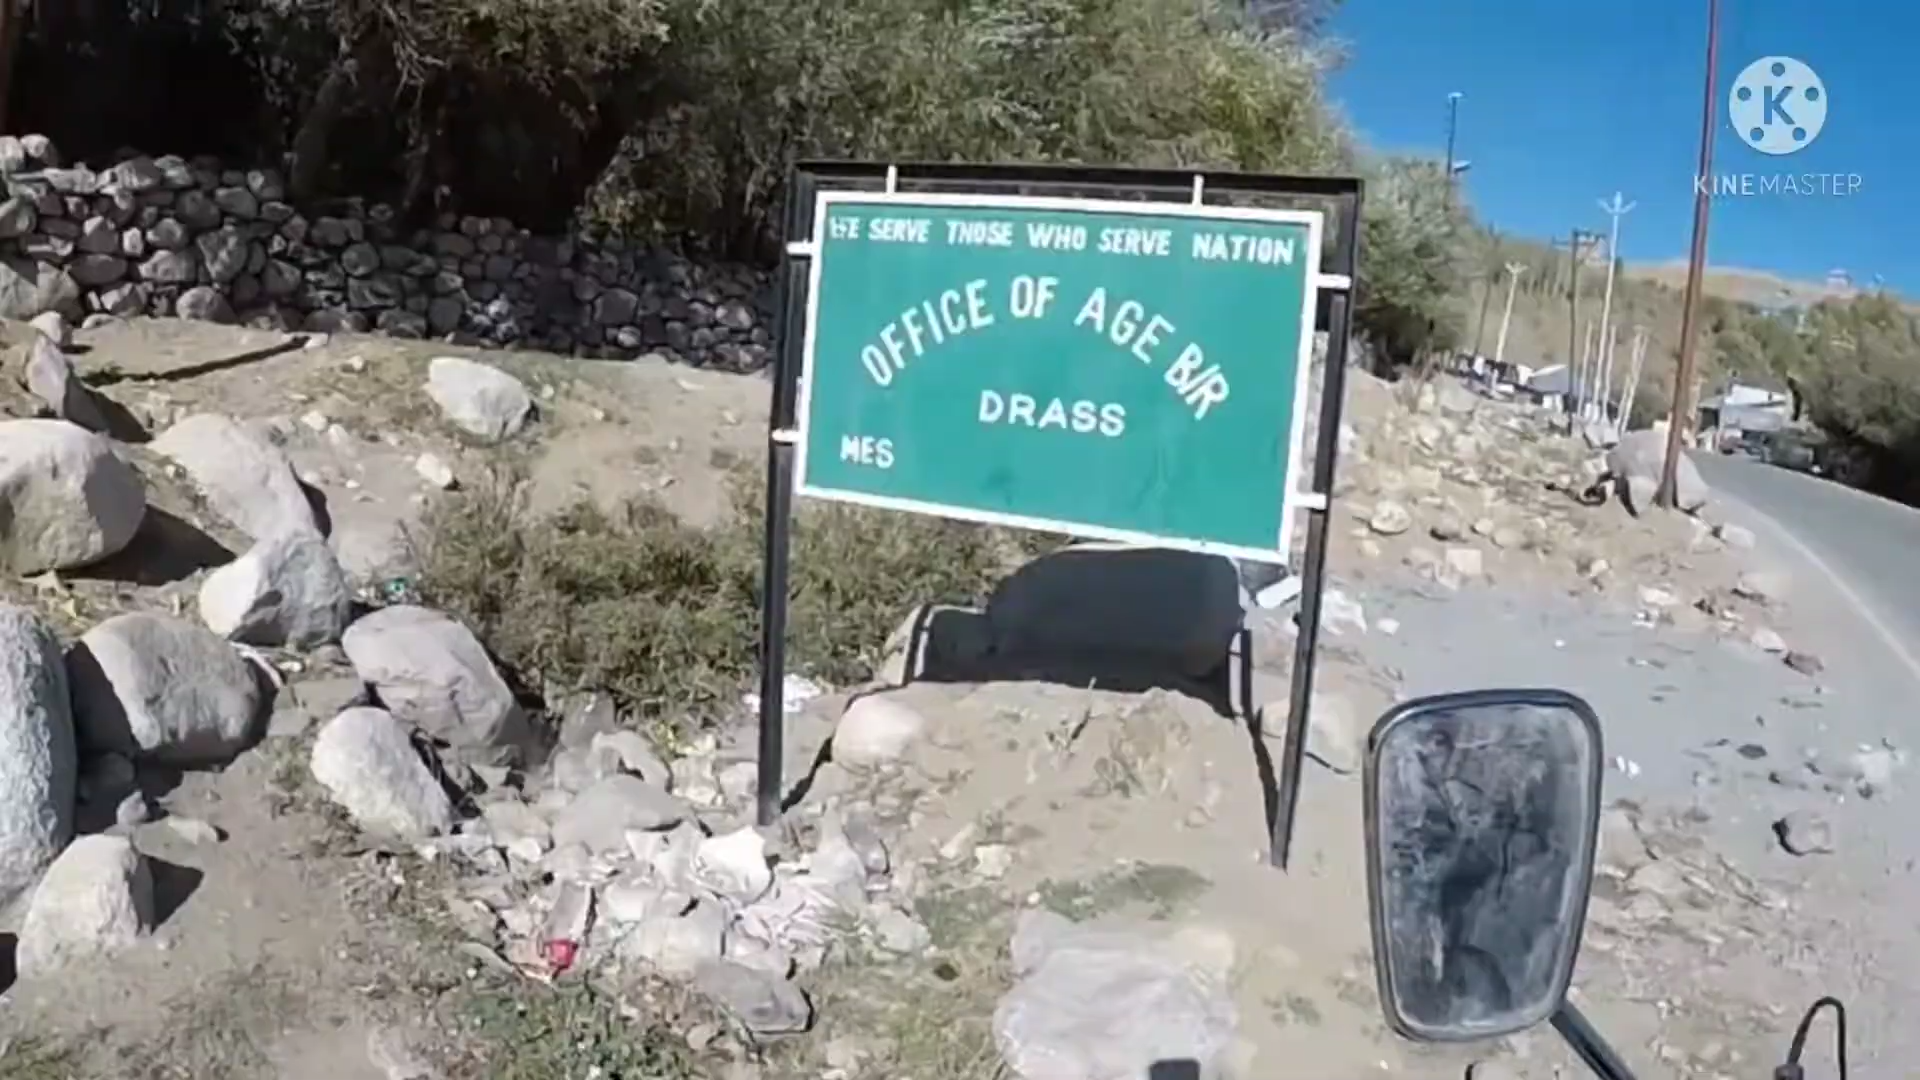 WE SERVE THOSE WHO SERVE NATION
OFFICE OF AGE B/R
DRASS
MES
K
KINEMASTER